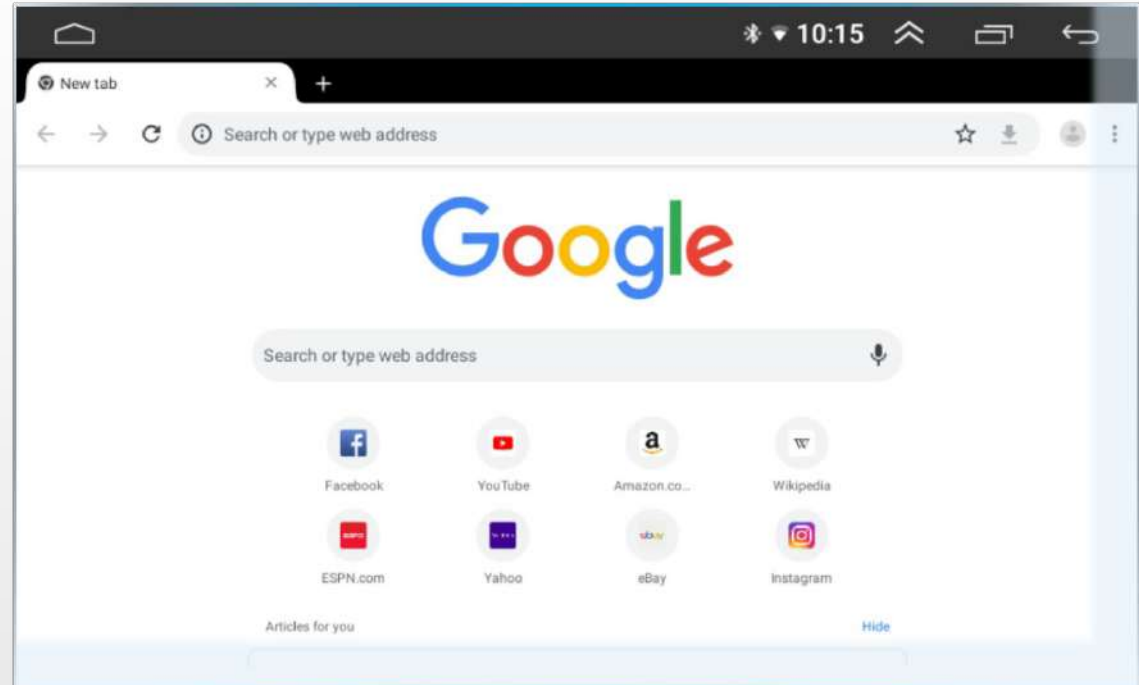 10:15
New tab
Search or type web address
Google
Search or type web address
Facebook YouTube Amazon.co... Wikipedia
ESPN.com Yahoo eBay Instagram
Articles for you Hide